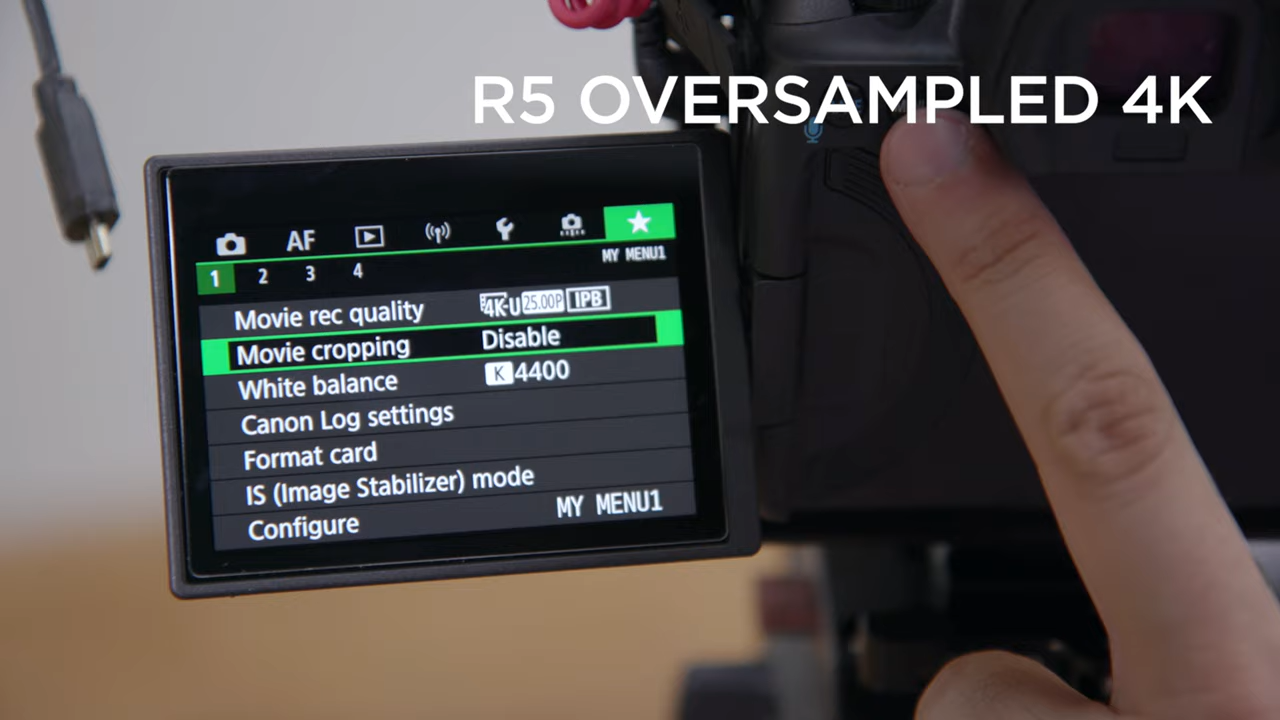 R5 OVERSAMPLED 4K
AF
MY MENU1
1 2 3 4
Movie rec quality 4K-U 25.00P IPB
Movie cropping Disable
White balance K 4400
Canon Log settings
Format card
IS (Image Stabilizer) mode
Configure MY MENU1